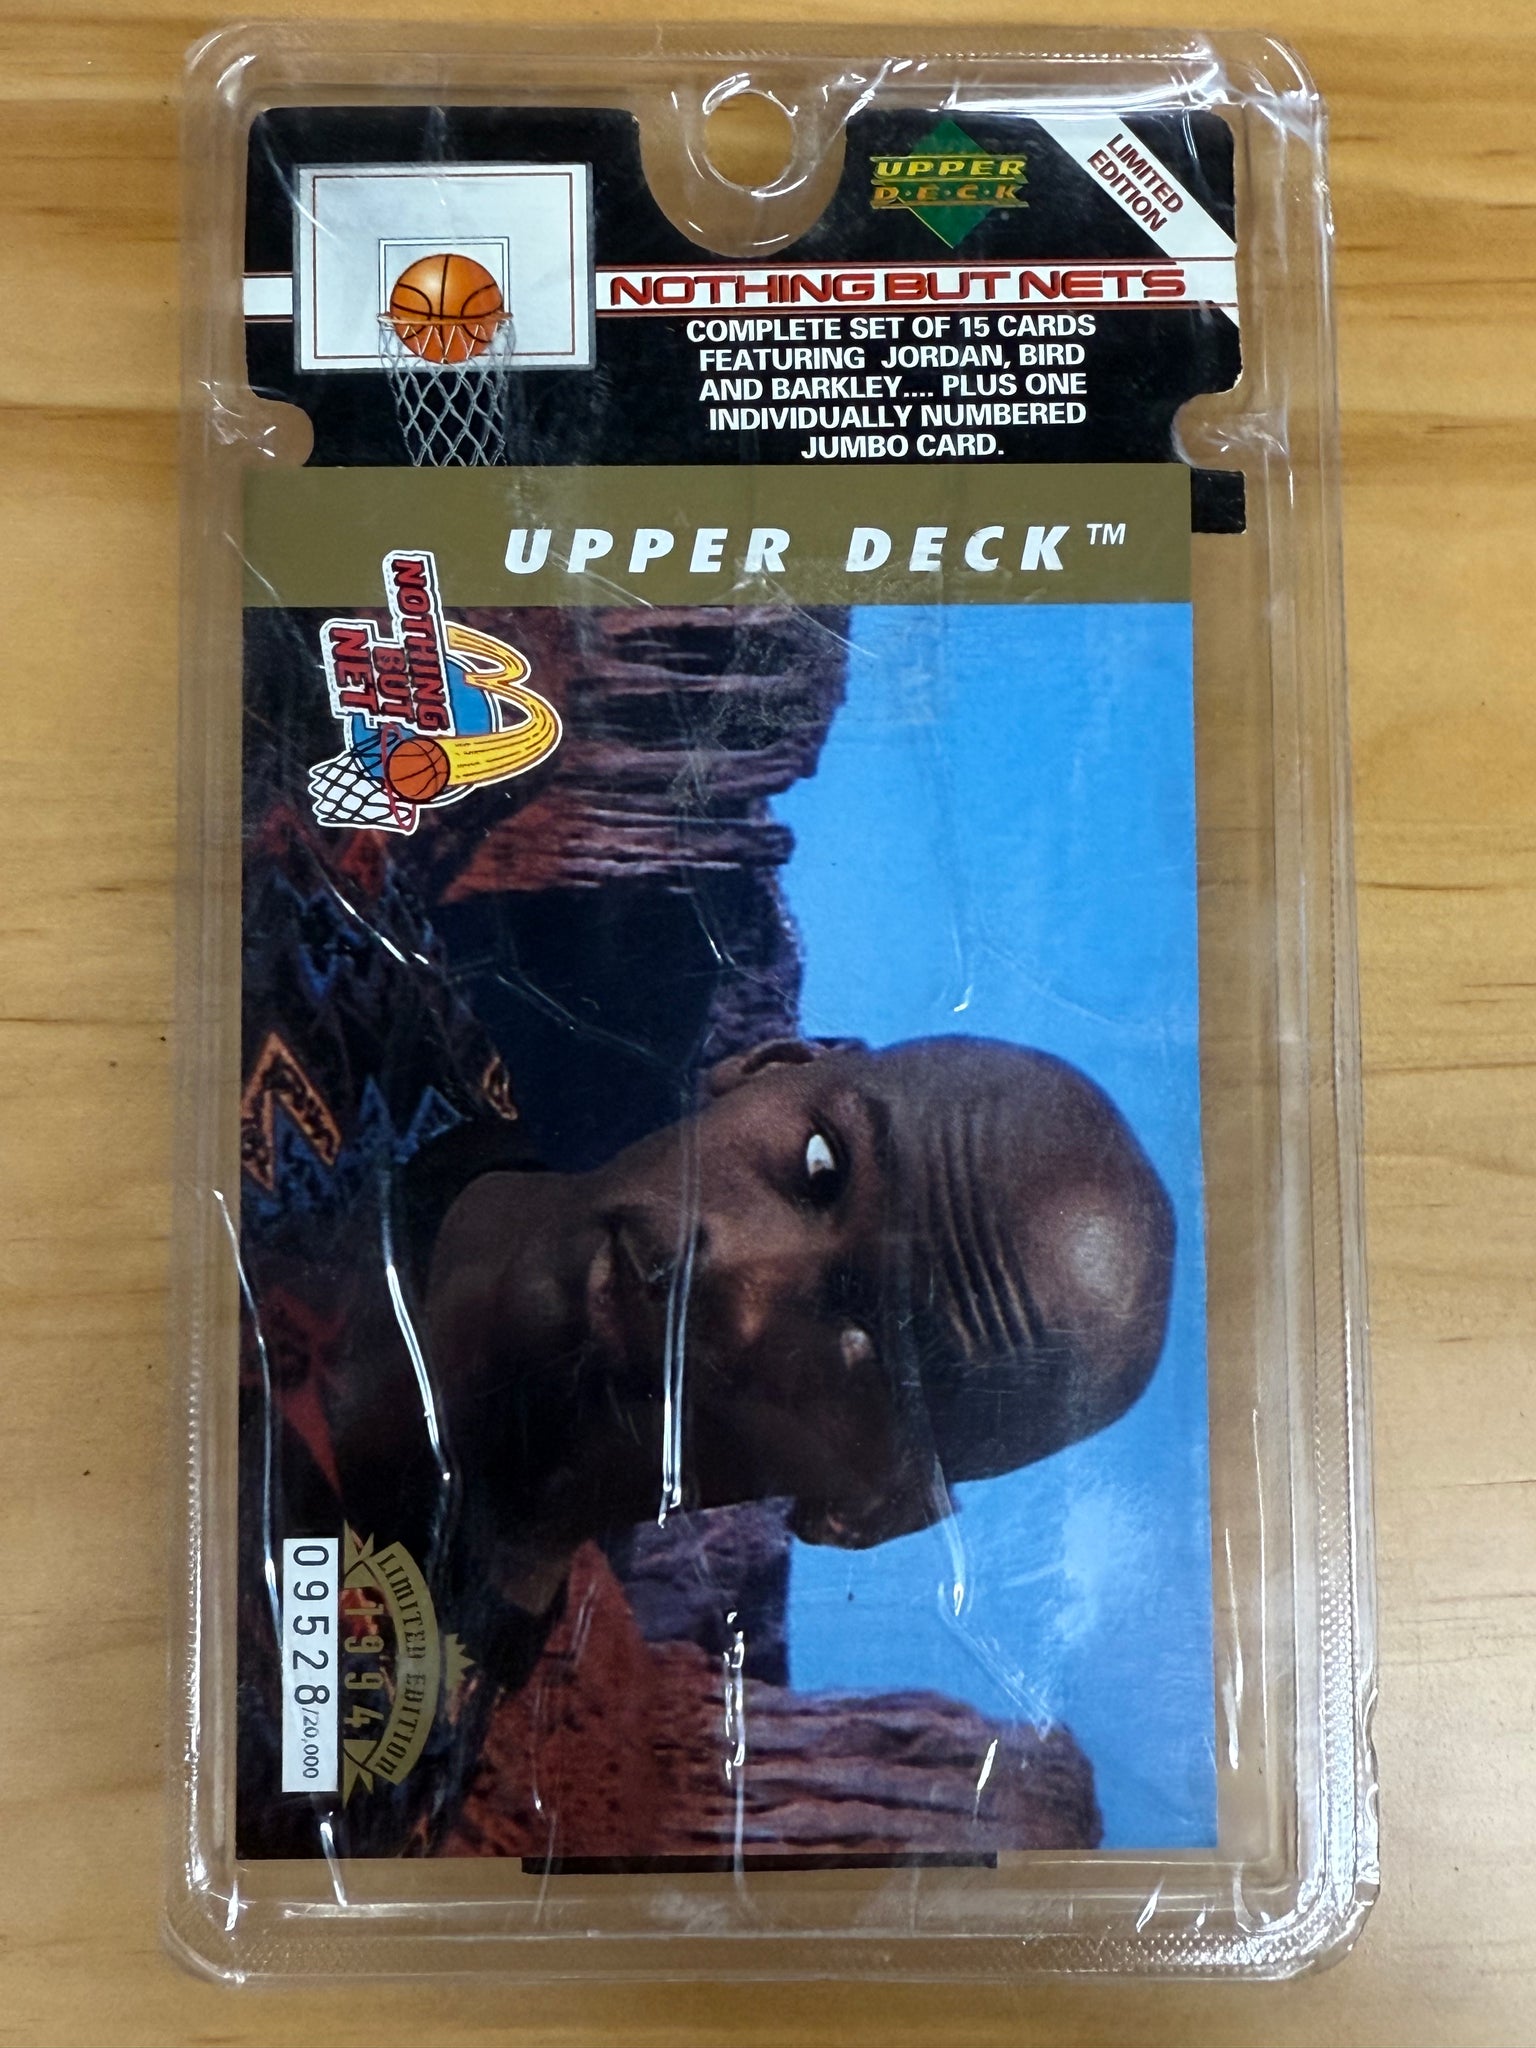 UPPER
D·E·C·K
LIMITED
EDITION
NOTHING BUT NETS
COMPLETE SET OF 15 CARDS
FEATURING JORDAN, BIRD
AND BARKLEY.... PLUS ONE
INDIVIDUALLY NUMBERED
JUMBO CARD.
UPPER DECK™
NOTHING
BUT
NET
LIMITED EDITION
1994
09528/20,000